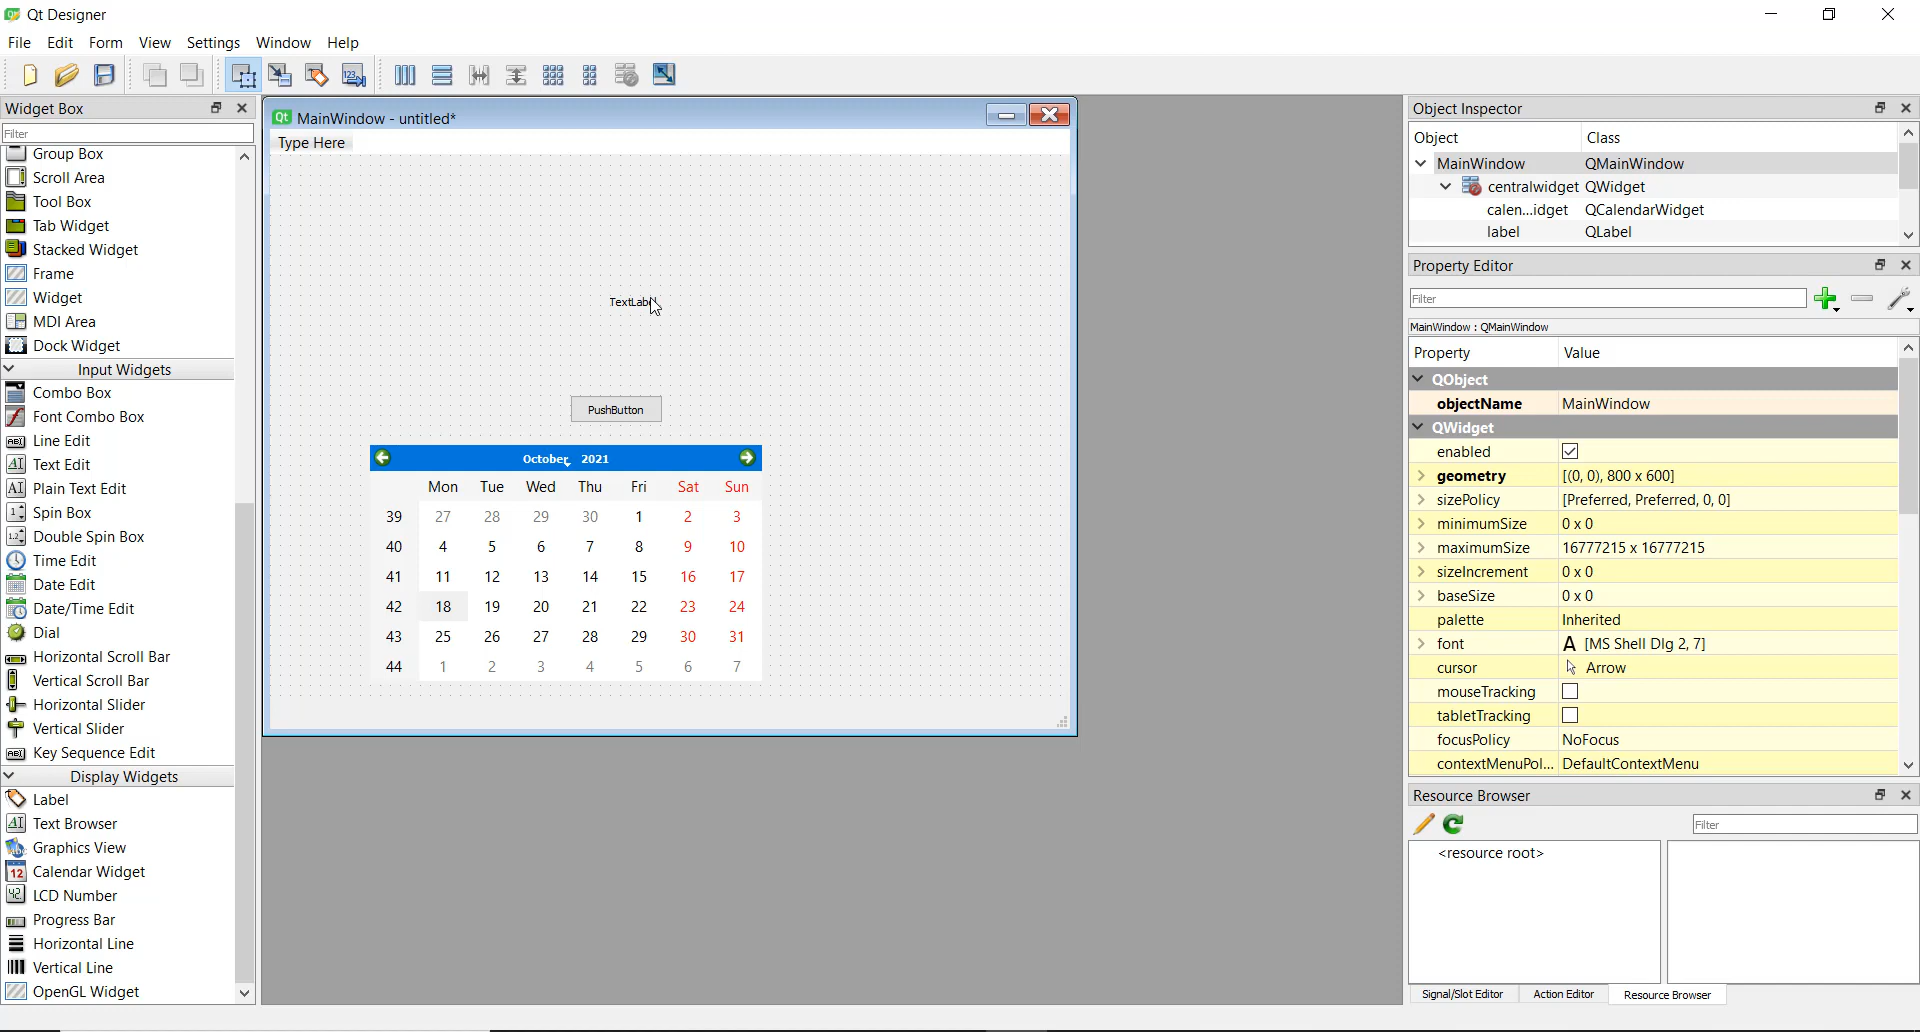 Qt Designer
File Edit Form View Settings Window Help
Widget Box
Filter
Group Box
Scroll Area
Tool Box
Tab Widget
Stacked Widget
Frame
Widget
MDI Area
Dock Widget
Input Widgets
Combo Box
Font Combo Box
Line Edit
Text Edit
Plain Text Edit
Spin Box
Double Spin Box
Time Edit
Date Edit
Date/Time Edit
Dial
Horizontal Scroll Bar
Vertical Scroll Bar
Horizontal Slider
Vertical Slider
Key Sequence Edit
Display Widgets
Label
Text Browser
Graphics View
Calendar Widget
LCD Number
Progress Bar
Horizontal Line
Vertical Line
OpenGL Widget
MainWindow - untitled*
Type Here
TextLabel
PushButton
October, 2021
Mon Tue Wed Thu Fri Sat Sun
39 27 28 29 30 1 2 3
40 4 5 6 7 8 9 10
41 11 12 13 14 15 16 17
42 18 19 20 21 22 23 24
43 25 26 27 28 29 30 31
44 1 2 3 4 5 6 7
Object Inspector
Object Class
MainWindow QMainWindow
centralwidget QWidget
calen...idget QCalendarWidget
label QLabel
Property Editor
Filter
MainWindow : QMainWindow
Property Value
QObject
objectName MainWindow
QWidget
enabled
geometry [(0, 0), 800 x 600]
sizePolicy [Preferred, Preferred, 0, 0]
minimumSize 0 x 0
maximumSize 16777215 x 16777215
sizeIncrement 0 x 0
baseSize 0 x 0
palette Inherited
font A [MS Shell Dlg 2, 7]
cursor Arrow
mouseTracking
tabletTracking
focusPolicy NoFocus
contextMenuPol... DefaultContextMenu
Resource Browser
Filter
<resource root>
Signal/Slot Editor Action Editor Resource Browser